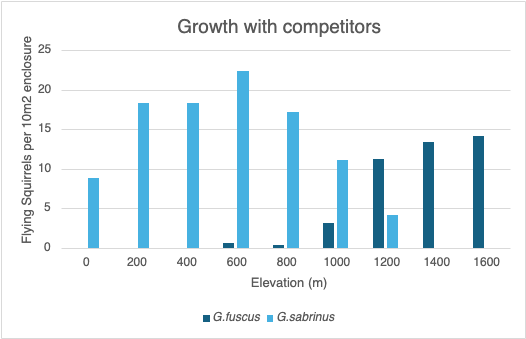 Growth with competitors
Flying Squirrels per 10m2 enclosure
25
20
15
10
5
0
0 200 400 600 800 1000 1200 1400 1600
Elevation (m)
G.fuscus G.sabrinus